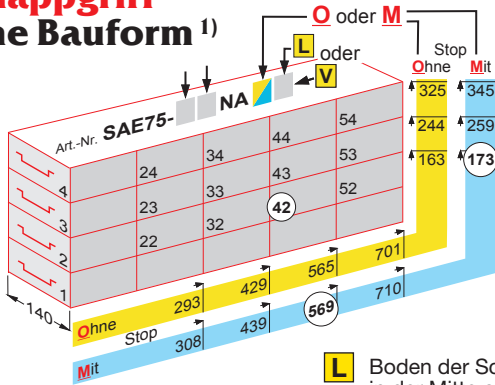 ne Bauform 1)
O oder M
L oder
V
Stop
Ohne Mit
Art.-Nr. SAE75- NA
325 345
244 259
163 173
54
44
34
24
4
53
43
33
23
3
52
42
32
22
2
1
140
Ohne 293 429 565 701
Stop
Mit 308 439 569 710
L Boden der Sc